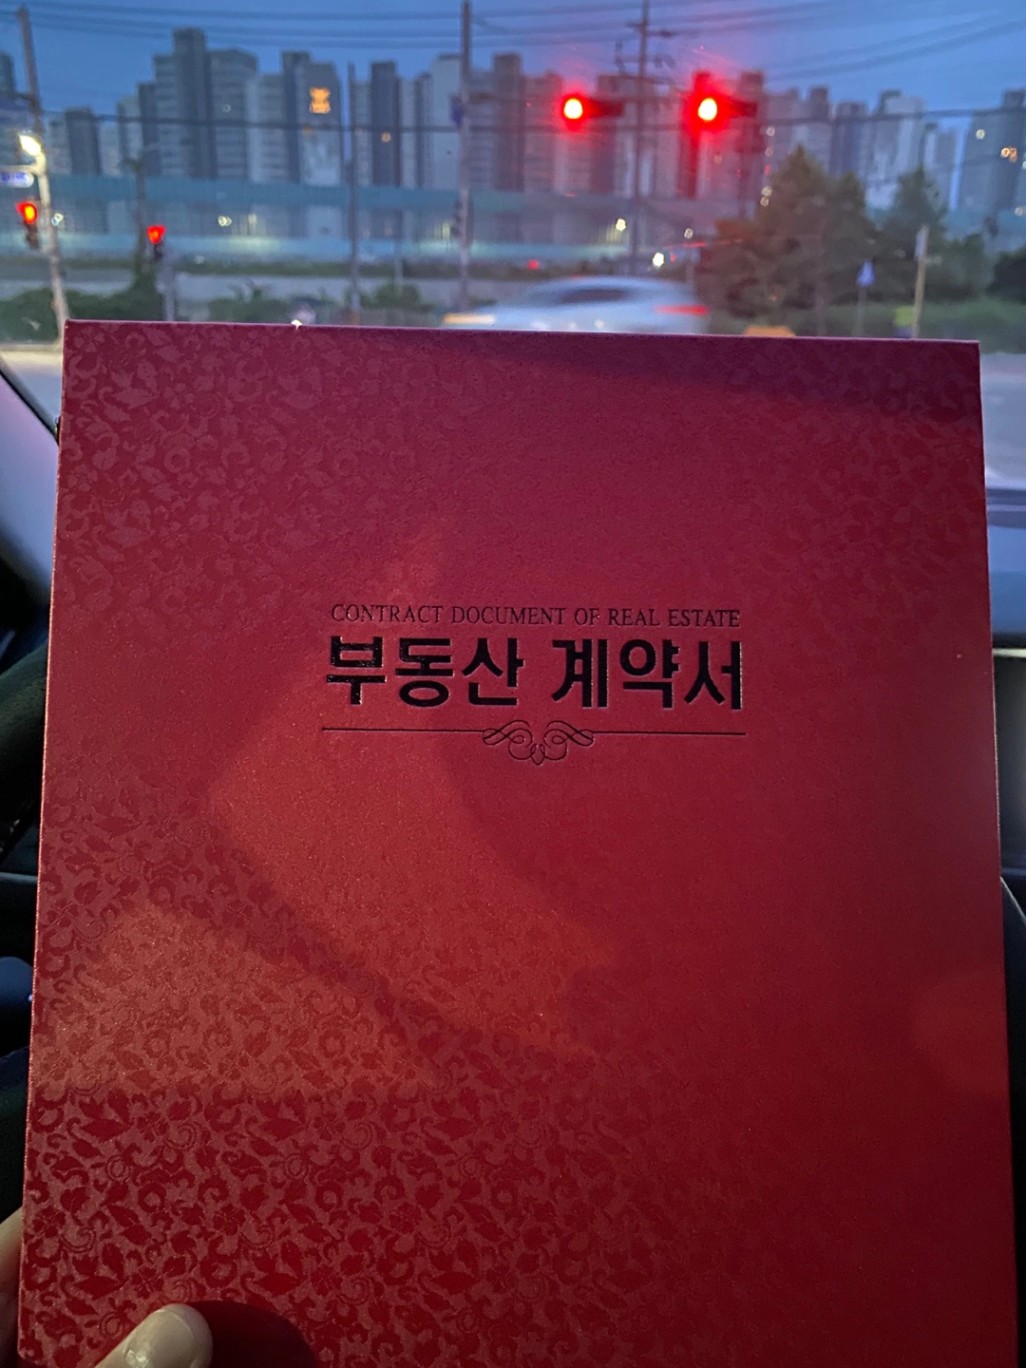 CONTRACT DOCUMENT OF REAL ESTATE
부동산 계약서